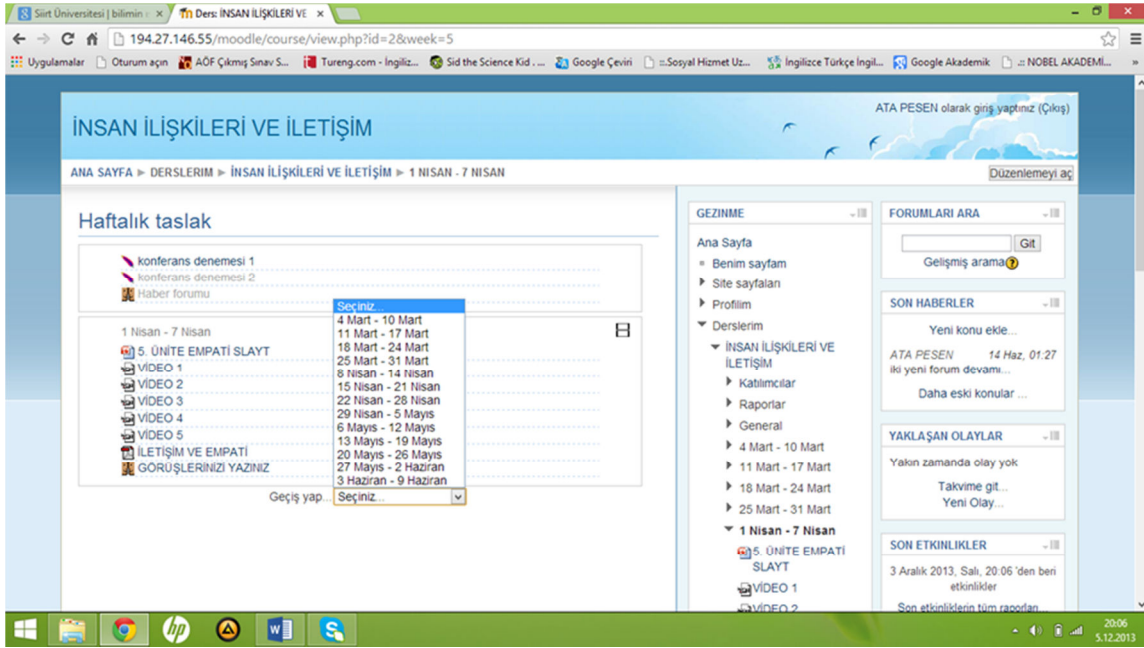 Siirt Üniversitesi | bilimin
Ders: İNSAN İLİŞKİLERİ VE
194.27.146.55/moodle/course/view.php?id=2&week=5
Uygulamalar Oturum açın AÖF Çıkmış Sınav S... Tureng.com - İngiliz... Sid the Science Kid . ... Google Çeviri ::.Sosyal Hizmet Uz... İngilizce Türkçe İngil... Google Akademik .:: NOBEL AKADEMİ... »
ATA PESEN olarak giriş yaptınız (Çıkış)
İNSAN İLİŞKİLERİ VE İLETİŞİM
ANA SAYFA ► DERSLERIM ► İNSAN İLİŞKİLERİ VE İLETİŞİM ► 1 NISAN - 7 NISAN
Düzenlemeyi aç
Haftalık taslak
konferans denemesi 1
konferans denemesi 2
Haber forumu
1 Nisan - 7 Nisan
5. ÜNİTE EMPATİ SLAYT
VİDEO 1
VİDEO 2
VİDEO 3
VİDEO 4
VİDEO 5
İLETİŞİM VE EMPATİ
GÖRÜŞLERİNİZİ YAZINIZ
Seçiniz...
4 Mart - 10 Mart
11 Mart - 17 Mart
18 Mart - 24 Mart
25 Mart - 31 Mart
8 Nisan - 14 Nisan
15 Nisan - 21 Nisan
22 Nisan - 28 Nisan
29 Nisan - 5 Mayıs
6 Mayıs - 12 Mayıs
13 Mayıs - 19 Mayıs
20 Mayıs - 26 Mayıs
27 Mayıs - 2 Haziran
3 Haziran - 9 Haziran
Geçiş yap... Seçiniz...
GEZINME
Ana Sayfa
Benim sayfam
Site sayfaları
Profilim
Derslerim
İNSAN İLİŞKİLERİ VE
İLETİŞİM
Katılımcılar
Raporlar
General
4 Mart - 10 Mart
11 Mart - 17 Mart
18 Mart - 24 Mart
25 Mart - 31 Mart
1 Nisan - 7 Nisan
5. ÜNİTE EMPATİ
SLAYT
VİDEO 1
VİDEO 2
FORUMLARI ARA
Git
Gelişmiş arama
SON HABERLER
Yeni konu ekle...
ATA PESEN 14 Haz, 01:27
iki yeni forum devamı...
Daha eski konular ...
YAKLAŞAN OLAYLAR
Yakın zamanda olay yok
Takvime git...
Yeni Olay...
SON ETKINLIKLER
3 Aralık 2013, Salı, 20:06 'den beri
etkinlikler
Son etkinliklerin tüm raporları...
20:06
5.12.2013